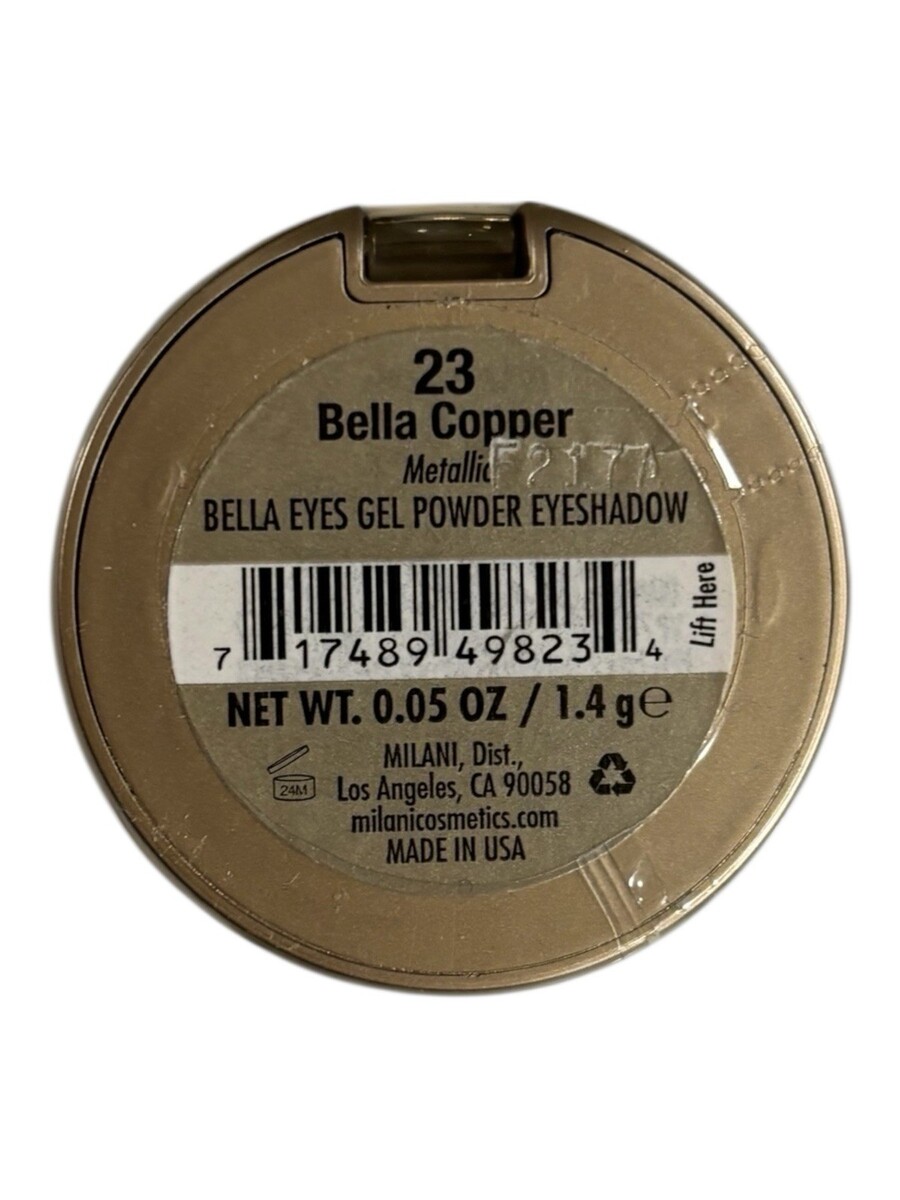 23
Bella Copper
Metallic
F2177A
BELLA EYES GEL POWDER EYESHADOW
Lift Here
7 17489 49823 4
NET WT. 0.05 OZ / 1.4 g ℮
MILANI, Dist.,
24M
Los Angeles, CA 90058
milanicosmetics.com
MADE IN USA